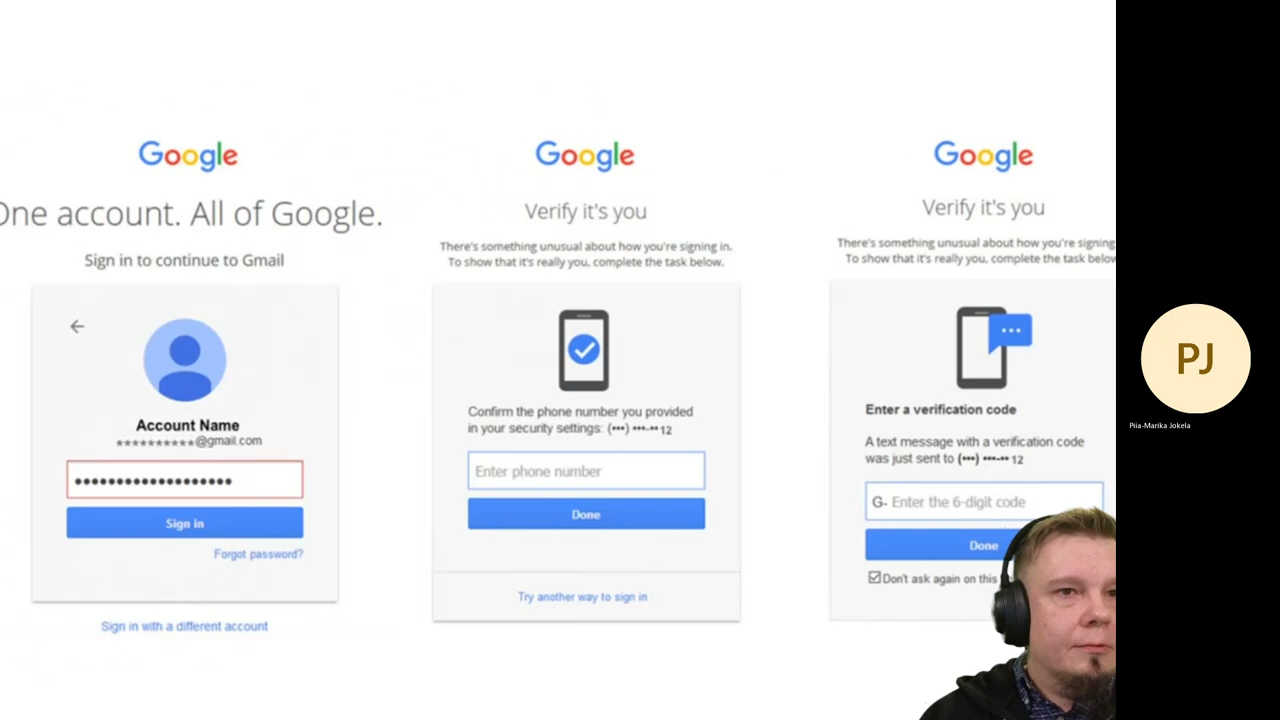 Google
One account. All of Google.
Sign in to continue to Gmail
Account Name
**********@gmail.com
•••••••••••••••••••
Sign in
Forgot password?
Sign in with a different account
Google
Verify it's you
There's something unusual about how you're signing in.
To show that it's really you, complete the task below.
Confirm the phone number you provided
in your security settings: (•••) •••-•• 12
Enter phone number
Done
Try another way to sign in
Google
Verify it's you
There's something unusual about how you're signing
To show that it's really you, complete the task below
Enter a verification code
A text message with a verification code
was just sent to (•••) •••-•• 12
G- Enter the 6-digit code
Done
Don't ask again on this
PJ
Piia-Marika Jokela